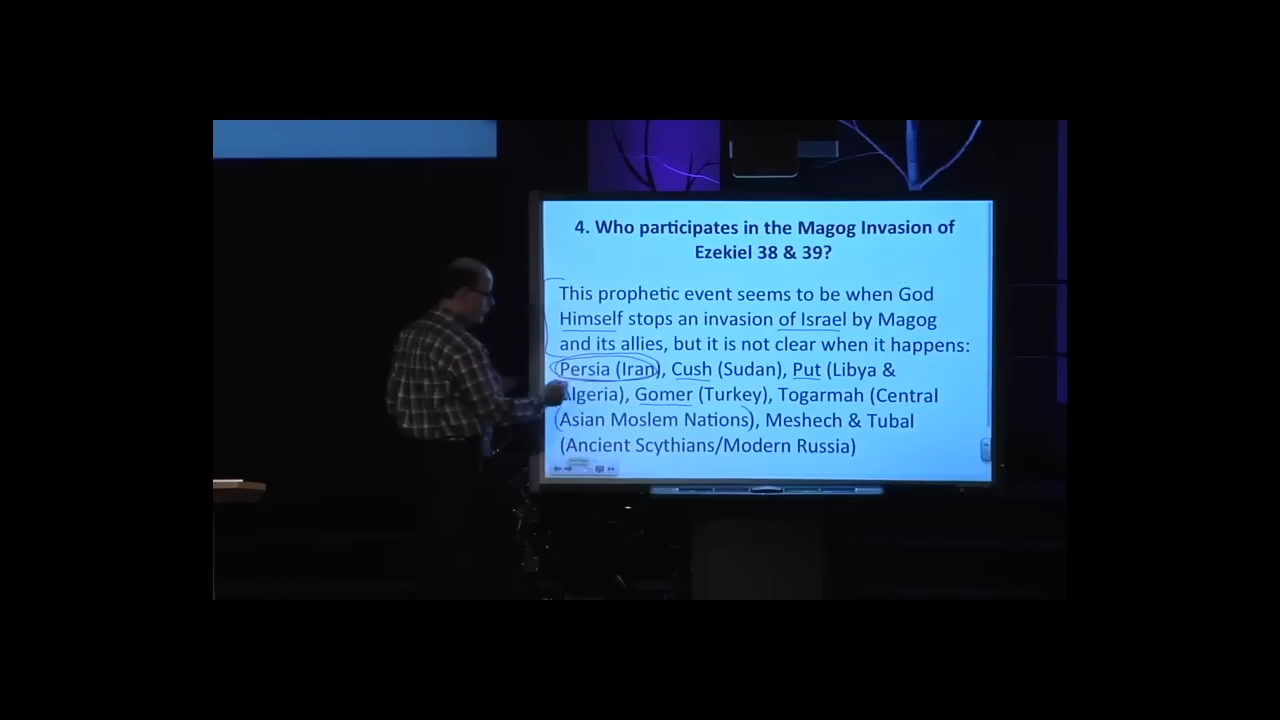 4. Who participates in the Magog Invasion of
Ezekiel 38 & 39?
This prophetic event seems to be when God
Himself stops an invasion of Israel by Magog
and its allies, but it is not clear when it happens:
Persia (Iran), Cush (Sudan), Put (Libya &
Algeria), Gomer (Turkey), Togarmah (Central
Asian Moslem Nations), Meshech & Tubal
(Ancient Scythians/Modern Russia)